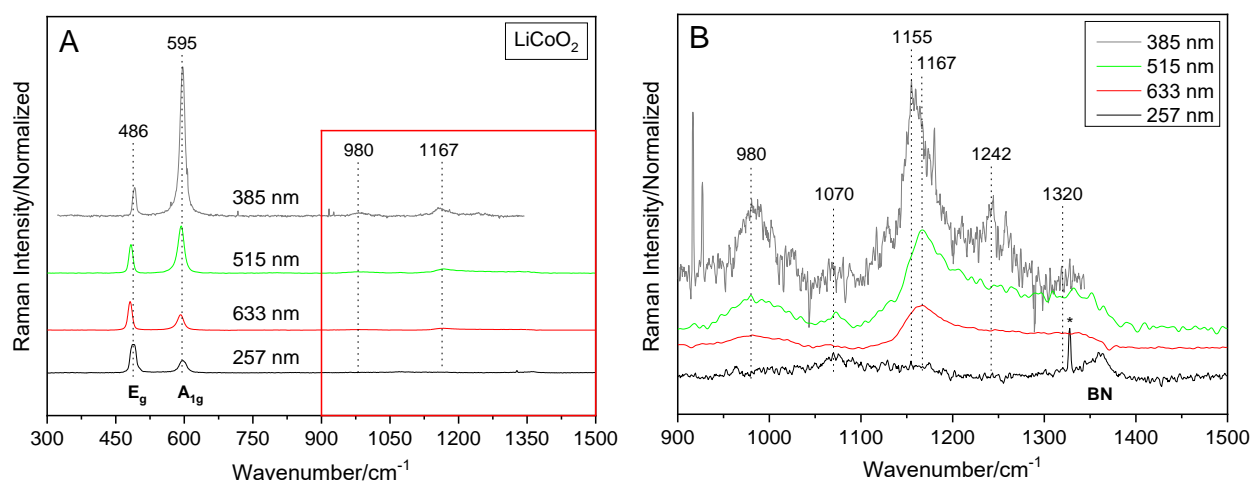 A
LiCoO₂
595
486
980
1167
385 nm
515 nm
633 nm
257 nm
E_g
A_1g
300
450
600
750
900
1050
1200
1350
1500
Wavenumber/cm⁻¹
Raman Intensity/Normalized
B
385 nm
515 nm
633 nm
257 nm
1155
1167
980
1070
1242
1320
*
BN
900
1000
1100
1200
1300
1400
1500
Wavenumber/cm⁻¹
Raman Intensity/Normalized